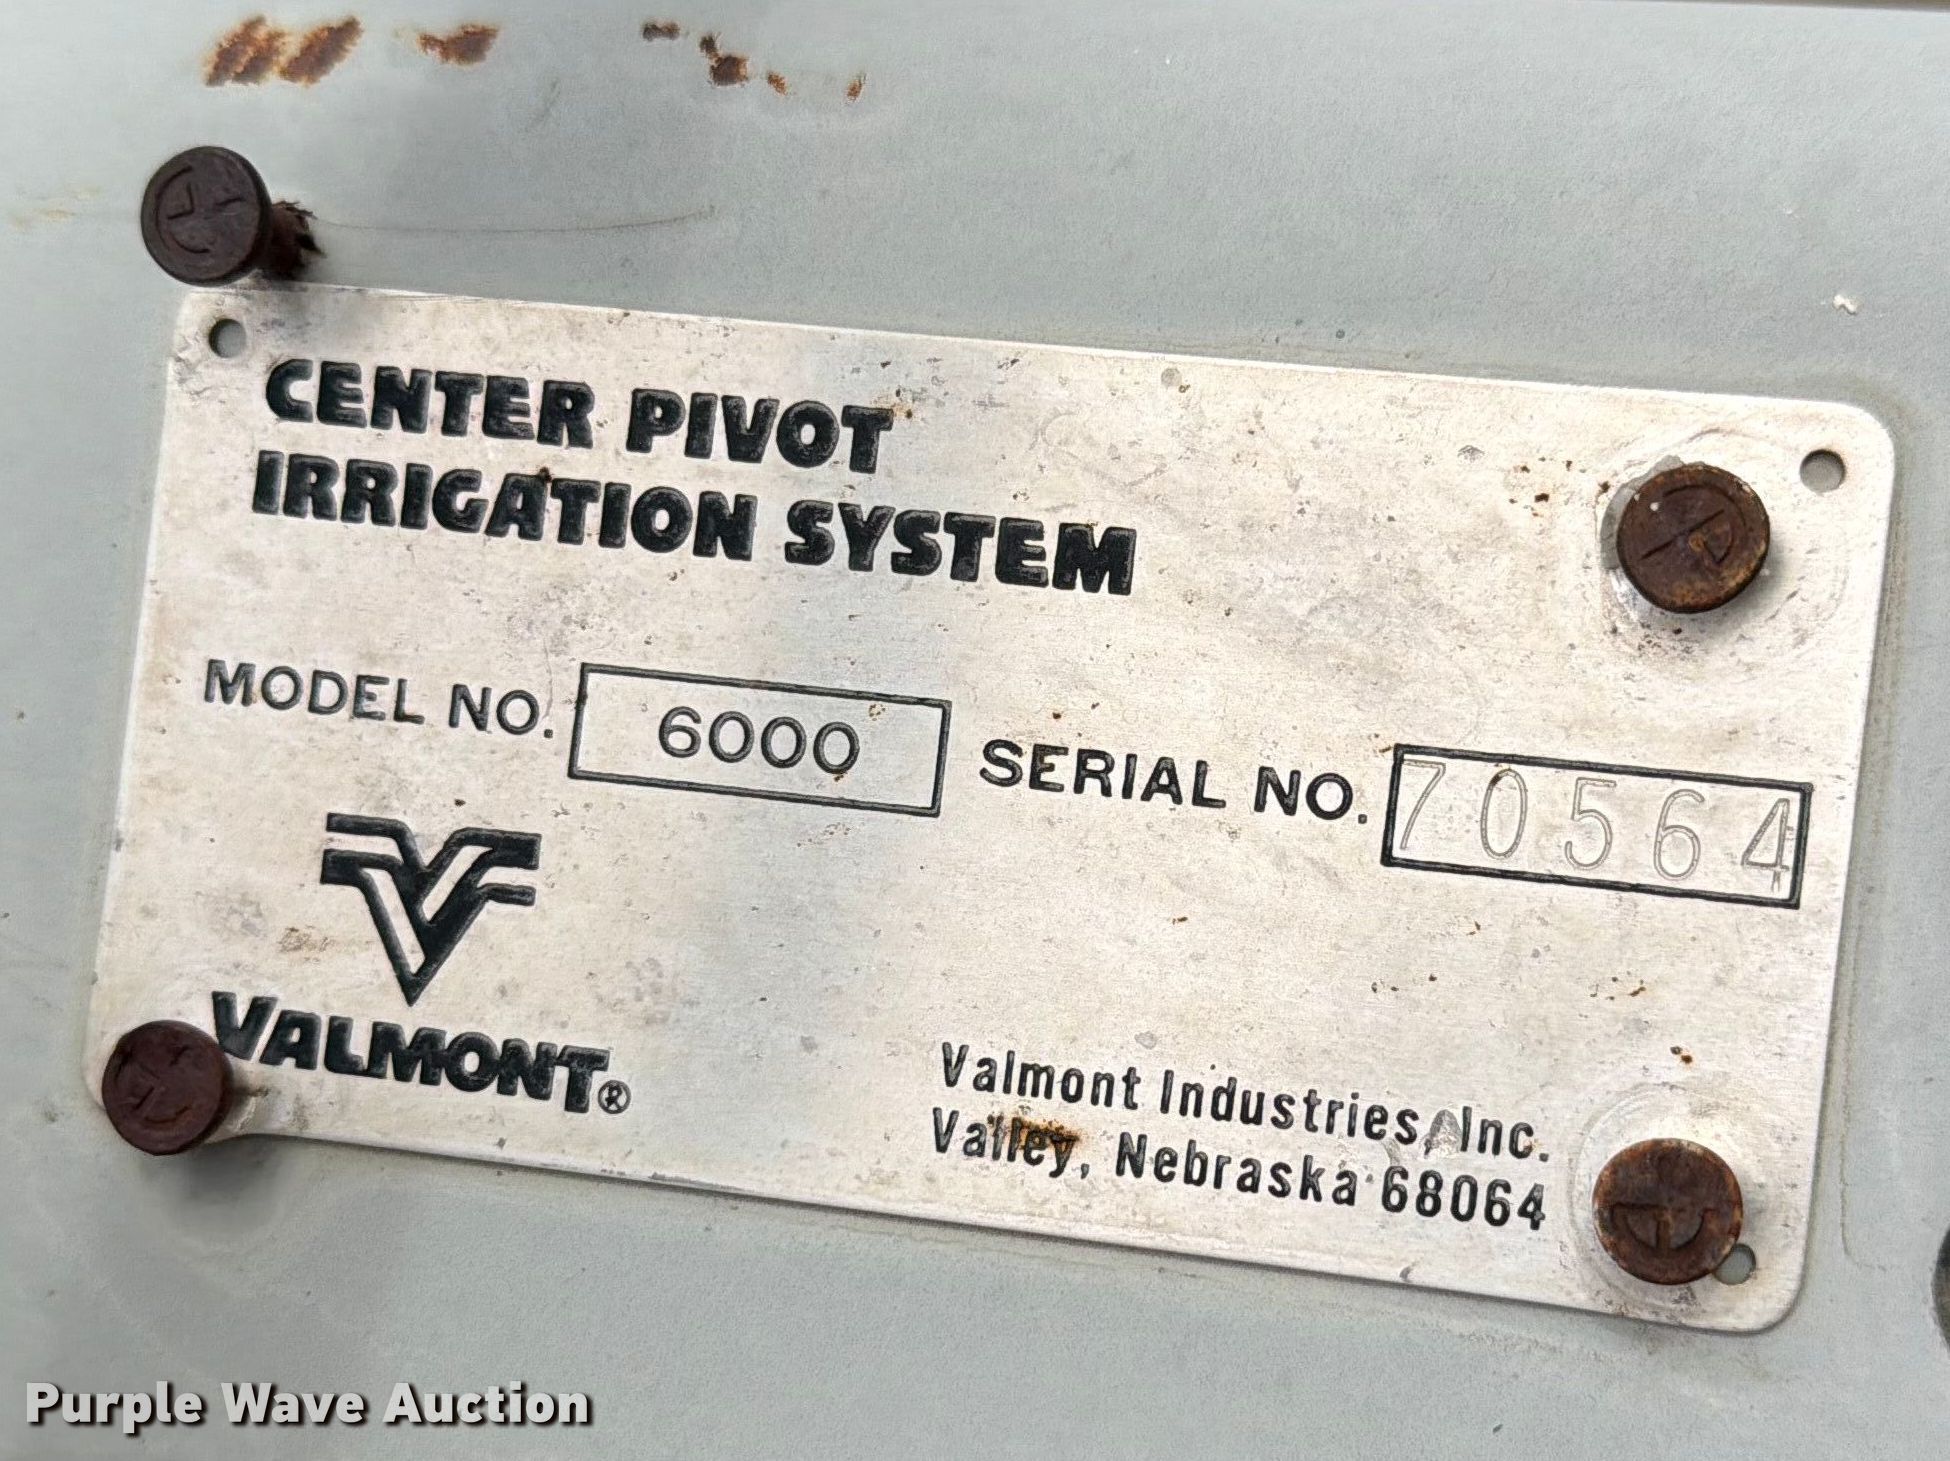 CENTER PIVOT
IRRIGATION SYSTEM
MODEL NO. 6000 SERIAL NO. 70564
VALMONT®
Valmont Industries, Inc.
Valley, Nebraska 68064
Purple Wave Auction